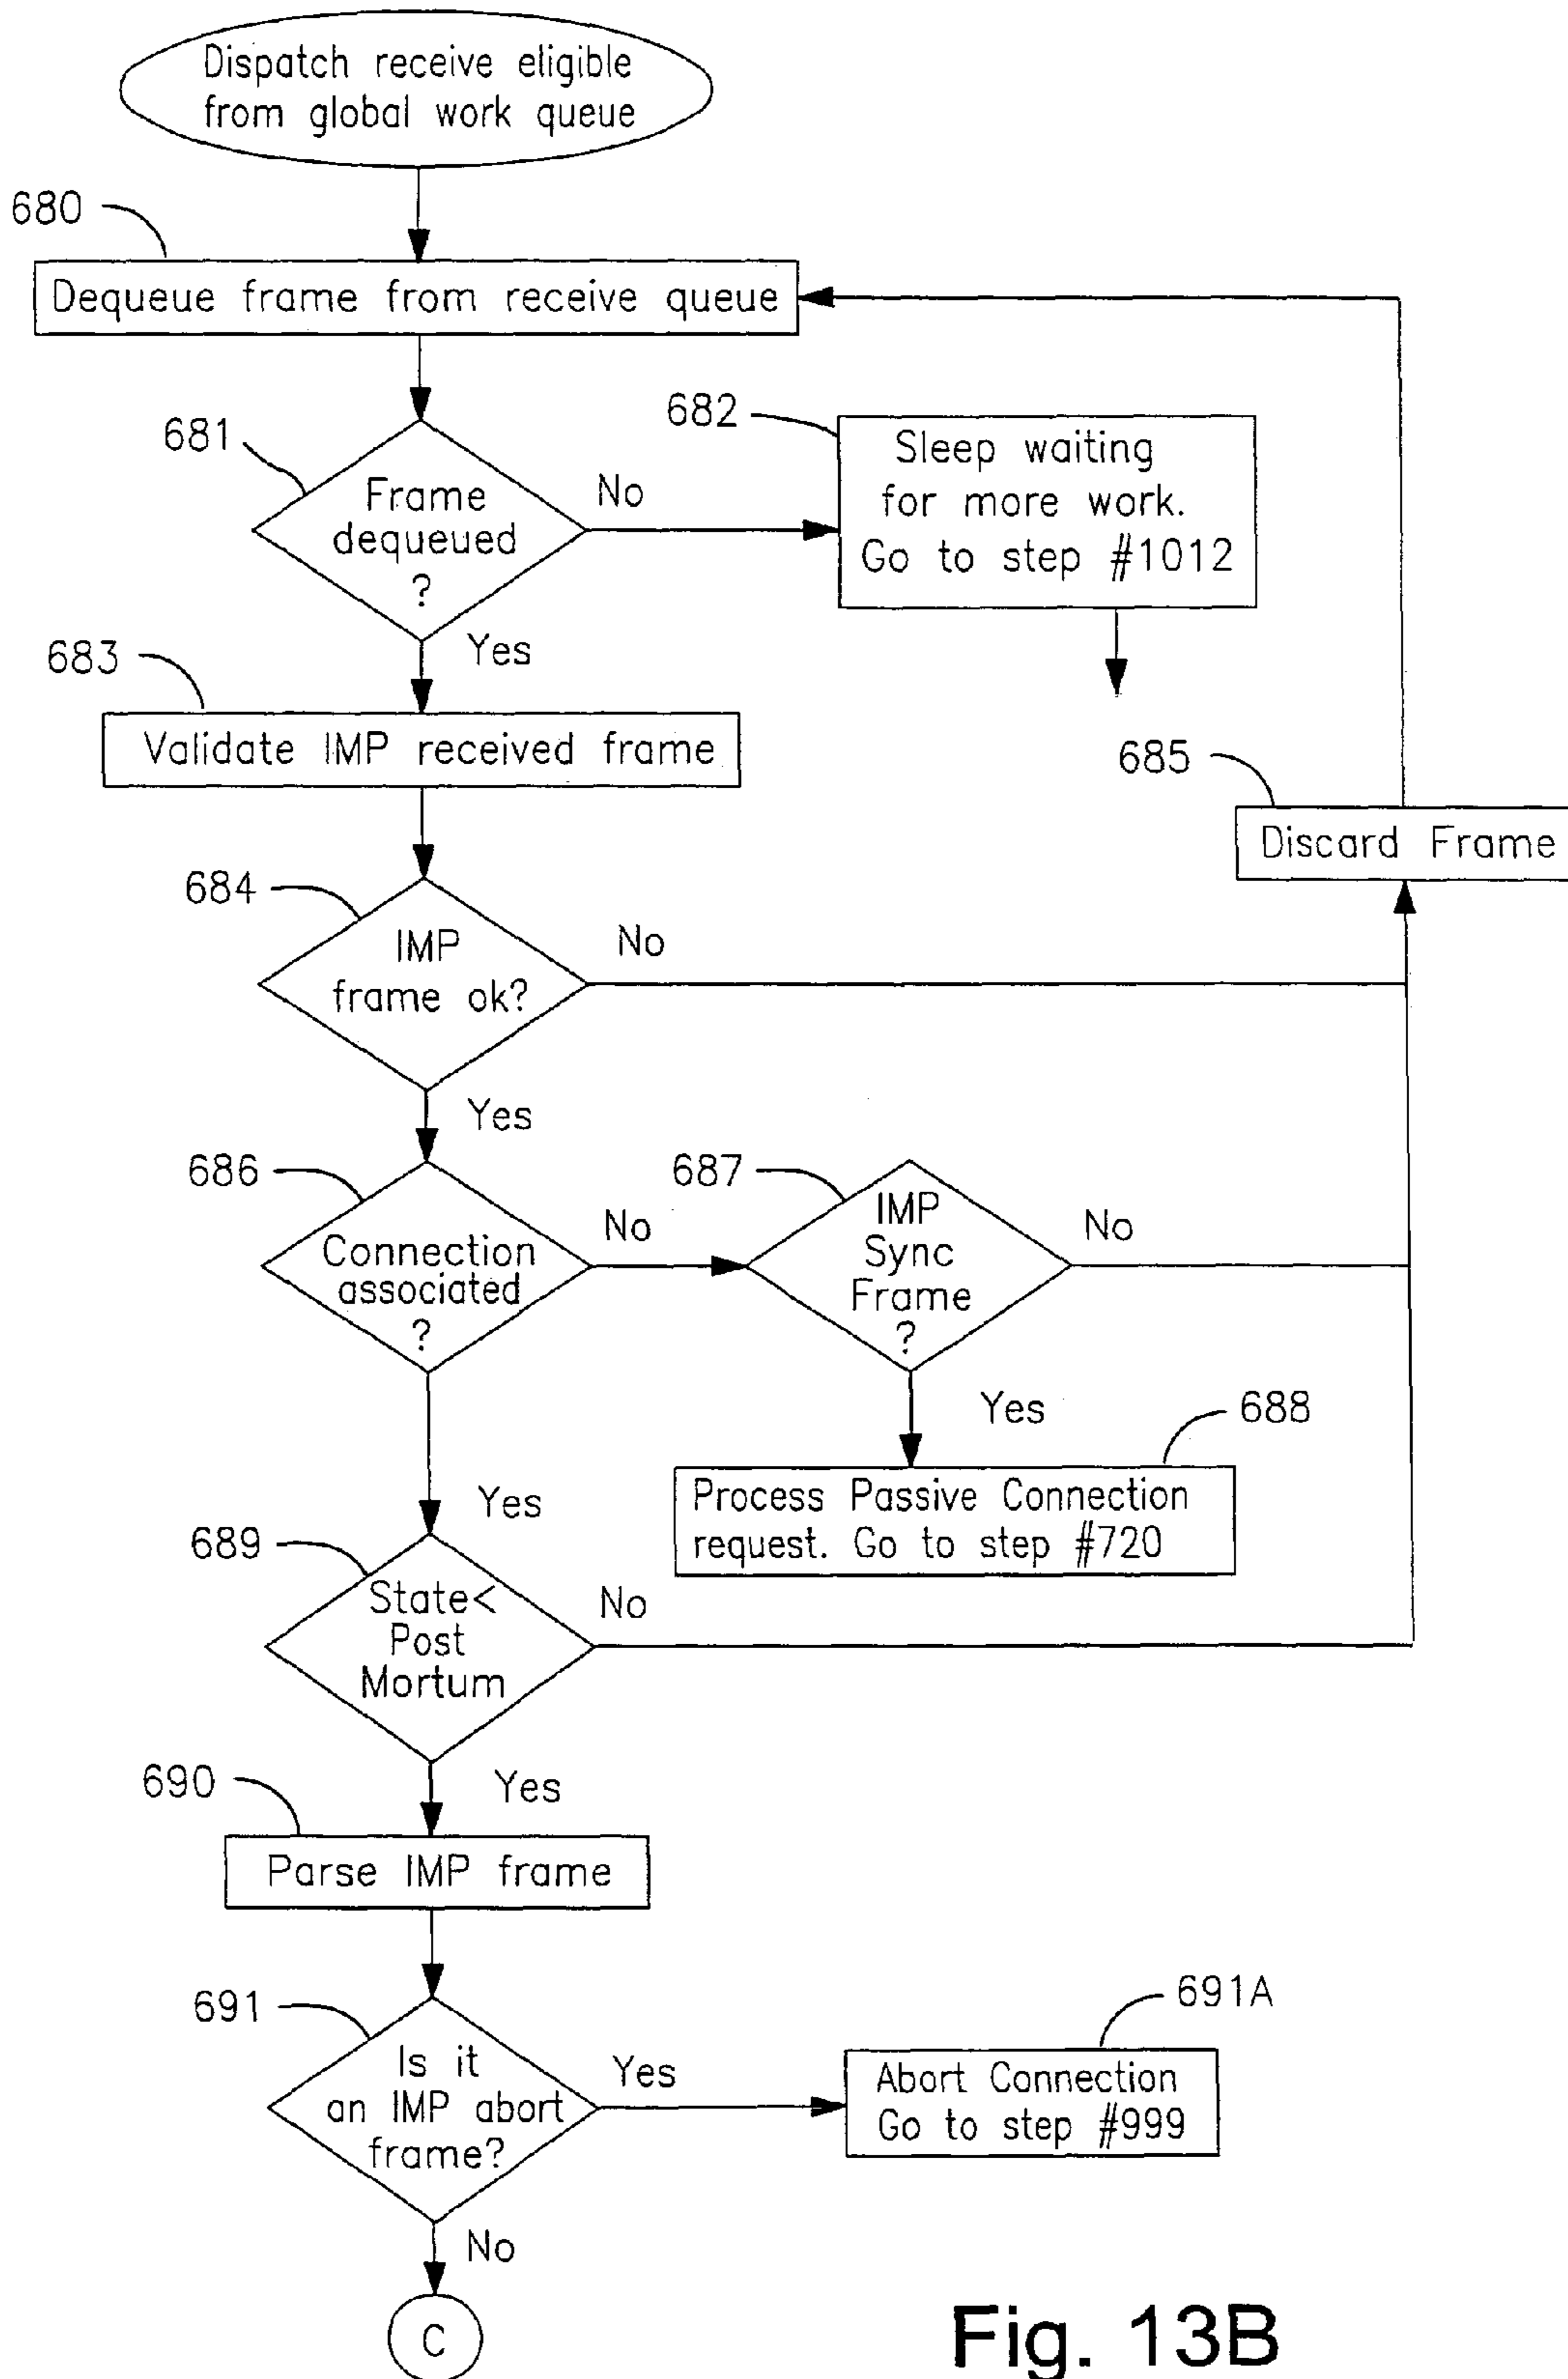 Dispatch receive eligible
from global work queue
680
Dequeue frame from receive queue
681
Frame
dequeued
?
No
682
Sleep waiting
for more work.
Go to step #1012
Yes
683
Validate IMP received frame
685
Discard Frame
684
IMP
frame ok?
No
Yes
686
Connection
associated
?
No
687
IMP
Sync
Frame
?
No
Yes
688
Process Passive Connection
request. Go to step #720
Yes
689
State<
Post
Mortum
No
Yes
690
Parse IMP frame
691
Is it
an IMP abort
frame?
Yes
691A
Abort Connection
Go to step #999
No
C
Fig. 13B